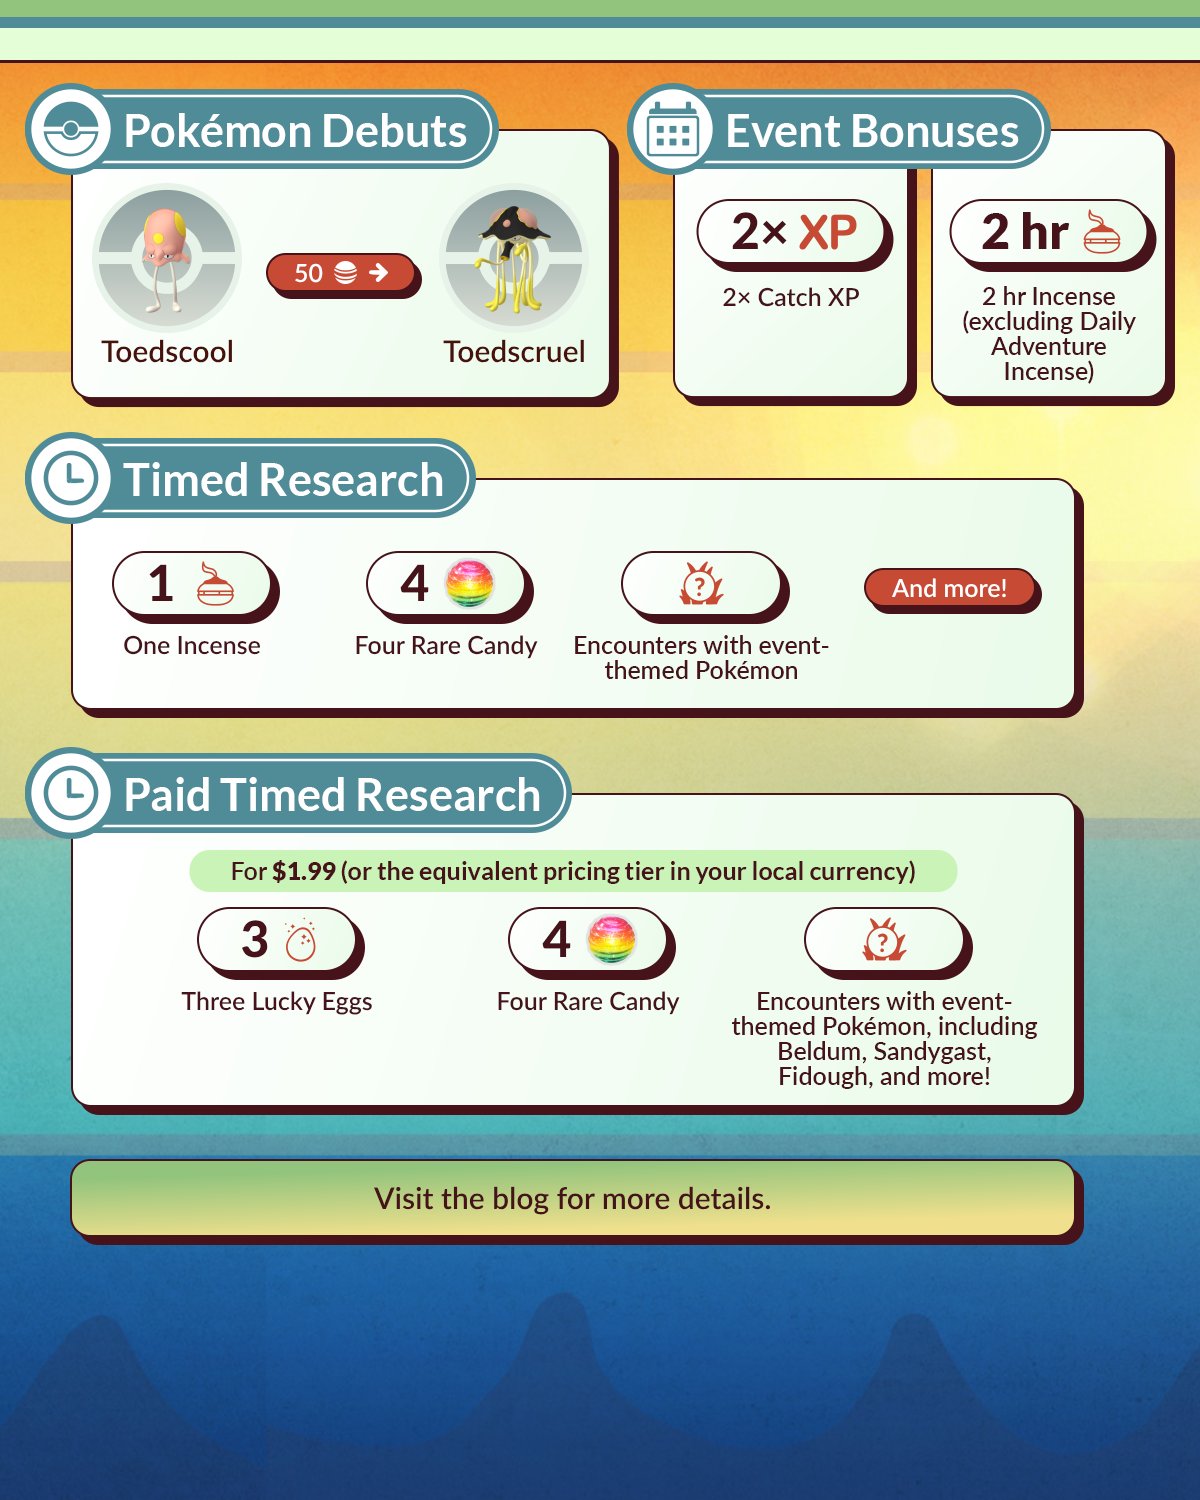 Pokémon Debuts
50
Toedscool
Toedscruel
Event Bonuses
2× XP
2× Catch XP
2 hr
2 hr Incense
(excluding Daily
Adventure
Incense)
Timed Research
1
One Incense
4
Four Rare Candy
?
Encounters with event-
themed Pokémon
And more!
Paid Timed Research
For $1.99 (or the equivalent pricing tier in your local currency)
3
Three Lucky Eggs
4
Four Rare Candy
?
Encounters with event-
themed Pokémon, including
Beldum, Sandygast,
Fidough, and more!
Visit the blog for more details.